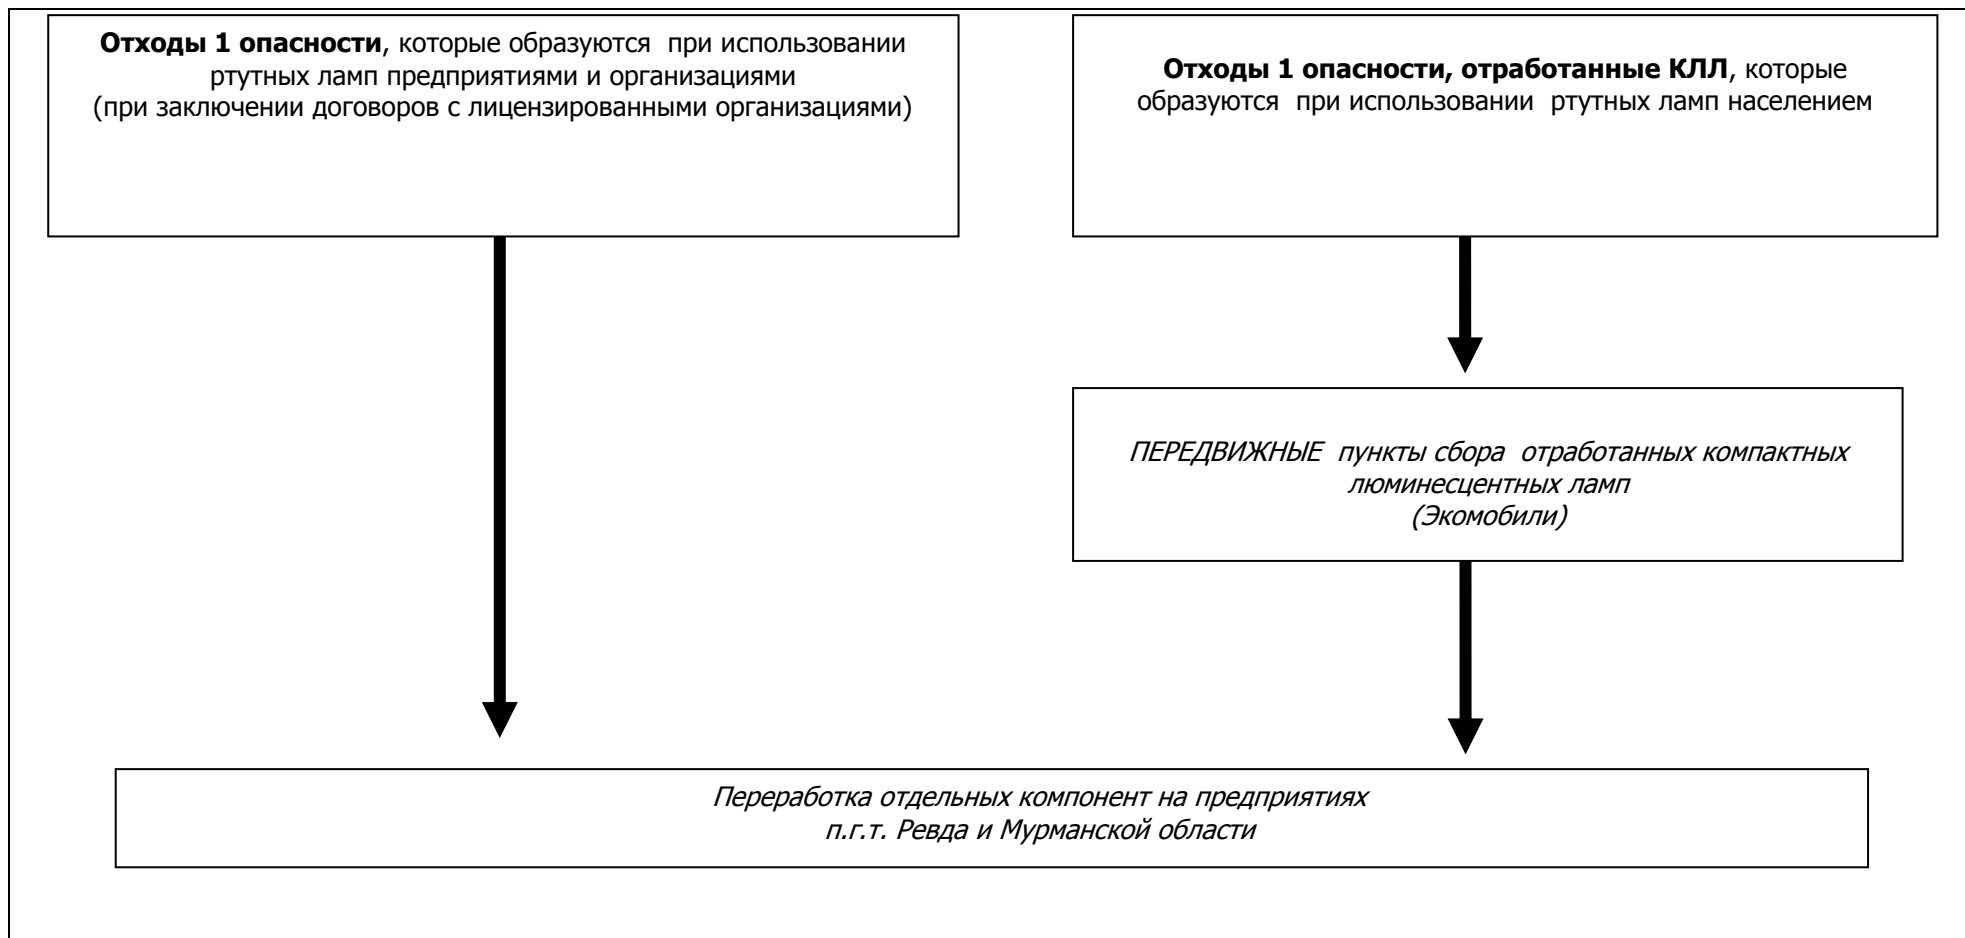 Отходы 1 опасности, которые образуются при использовании
ртутных ламп предприятиями и организациями
(при заключении договоров с лицензированными организациями)
Отходы 1 опасности, отработанные КЛЛ, которые
образуются при использовании ртутных ламп населением
ПЕРЕДВИЖНЫЕ пункты сбора отработанных компактных
люминесцентных ламп
(Экомобили)
Переработка отдельных компонент на предприятиях
п.г.т. Ревда и Мурманской области